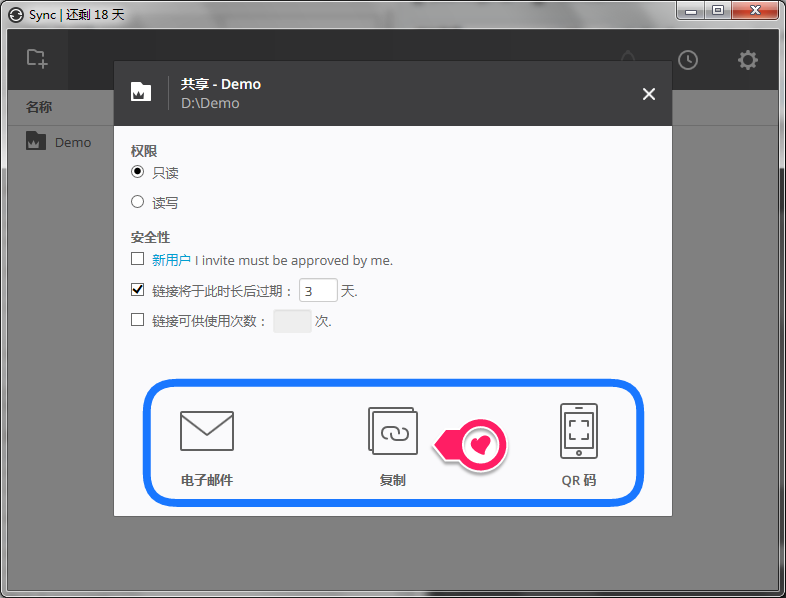 Sync | 还剩 18 天
共享 - Demo
D:\Demo
名称
Demo
权限
只读
读写
安全性
新用户 I invite must be approved by me.
链接将于此时长后过期： 3 天.
链接可供使用次数： 次.
电子邮件 复制 QR 码